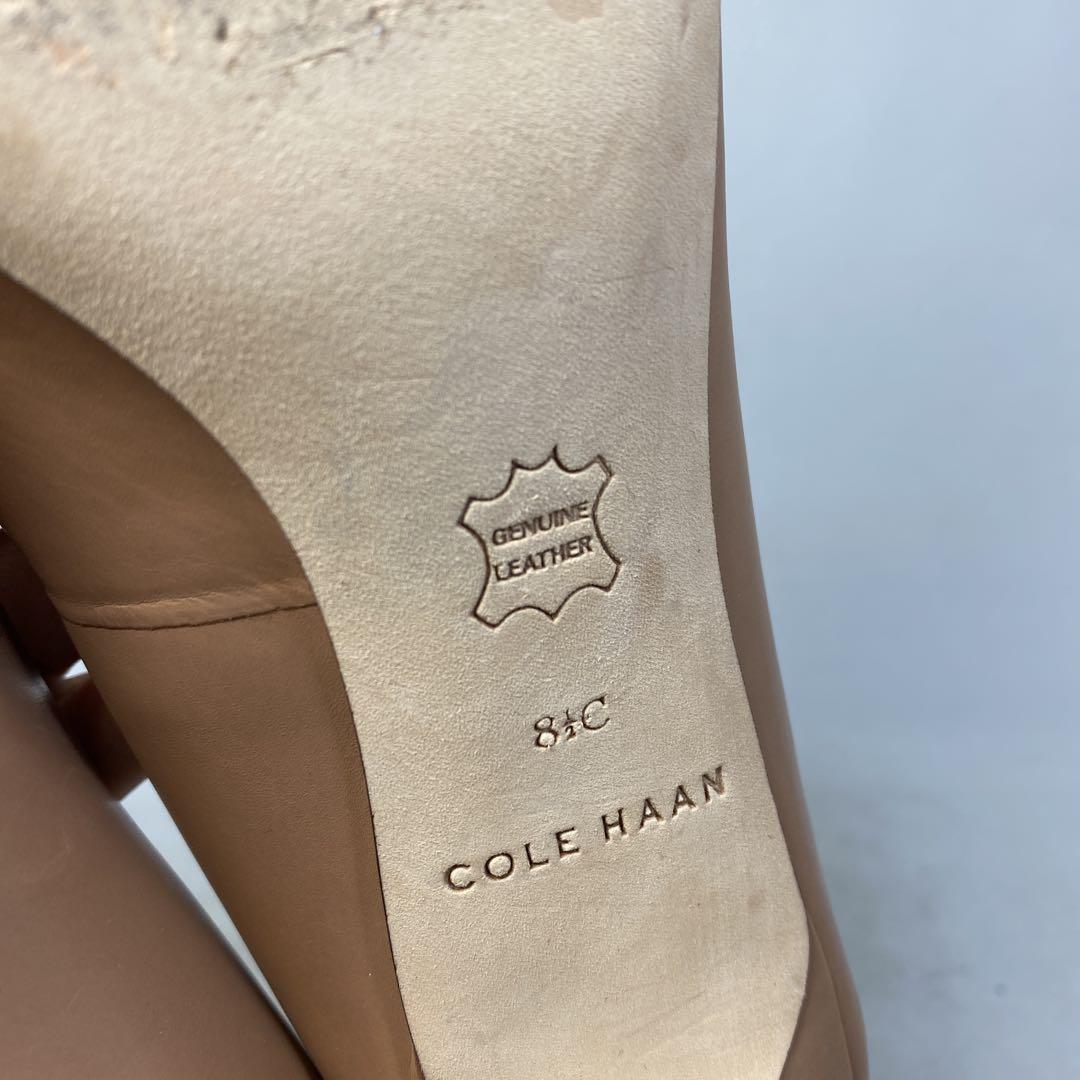 GENUINE
LEATHER
8½C
COLE HAAN